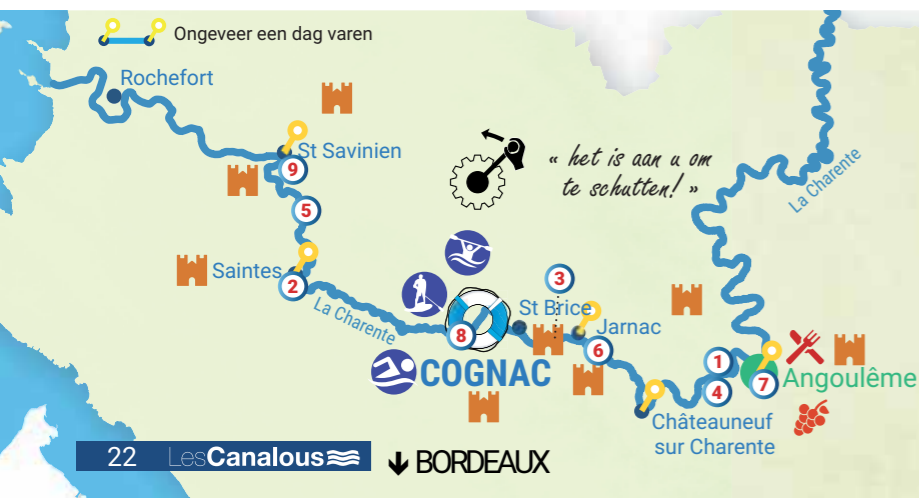 Ongeveer een dag varen
Rochefort
St Savinien
« het is aan u om
te schutten! »
9
La Charente
5
Saintes
2
3
La Charente
St Brice
8
Jarnac
6
COGNAC
1
7
Angoulême
4
Châteauneuf
sur Charente
22 LesCanalous
BORDEAUX